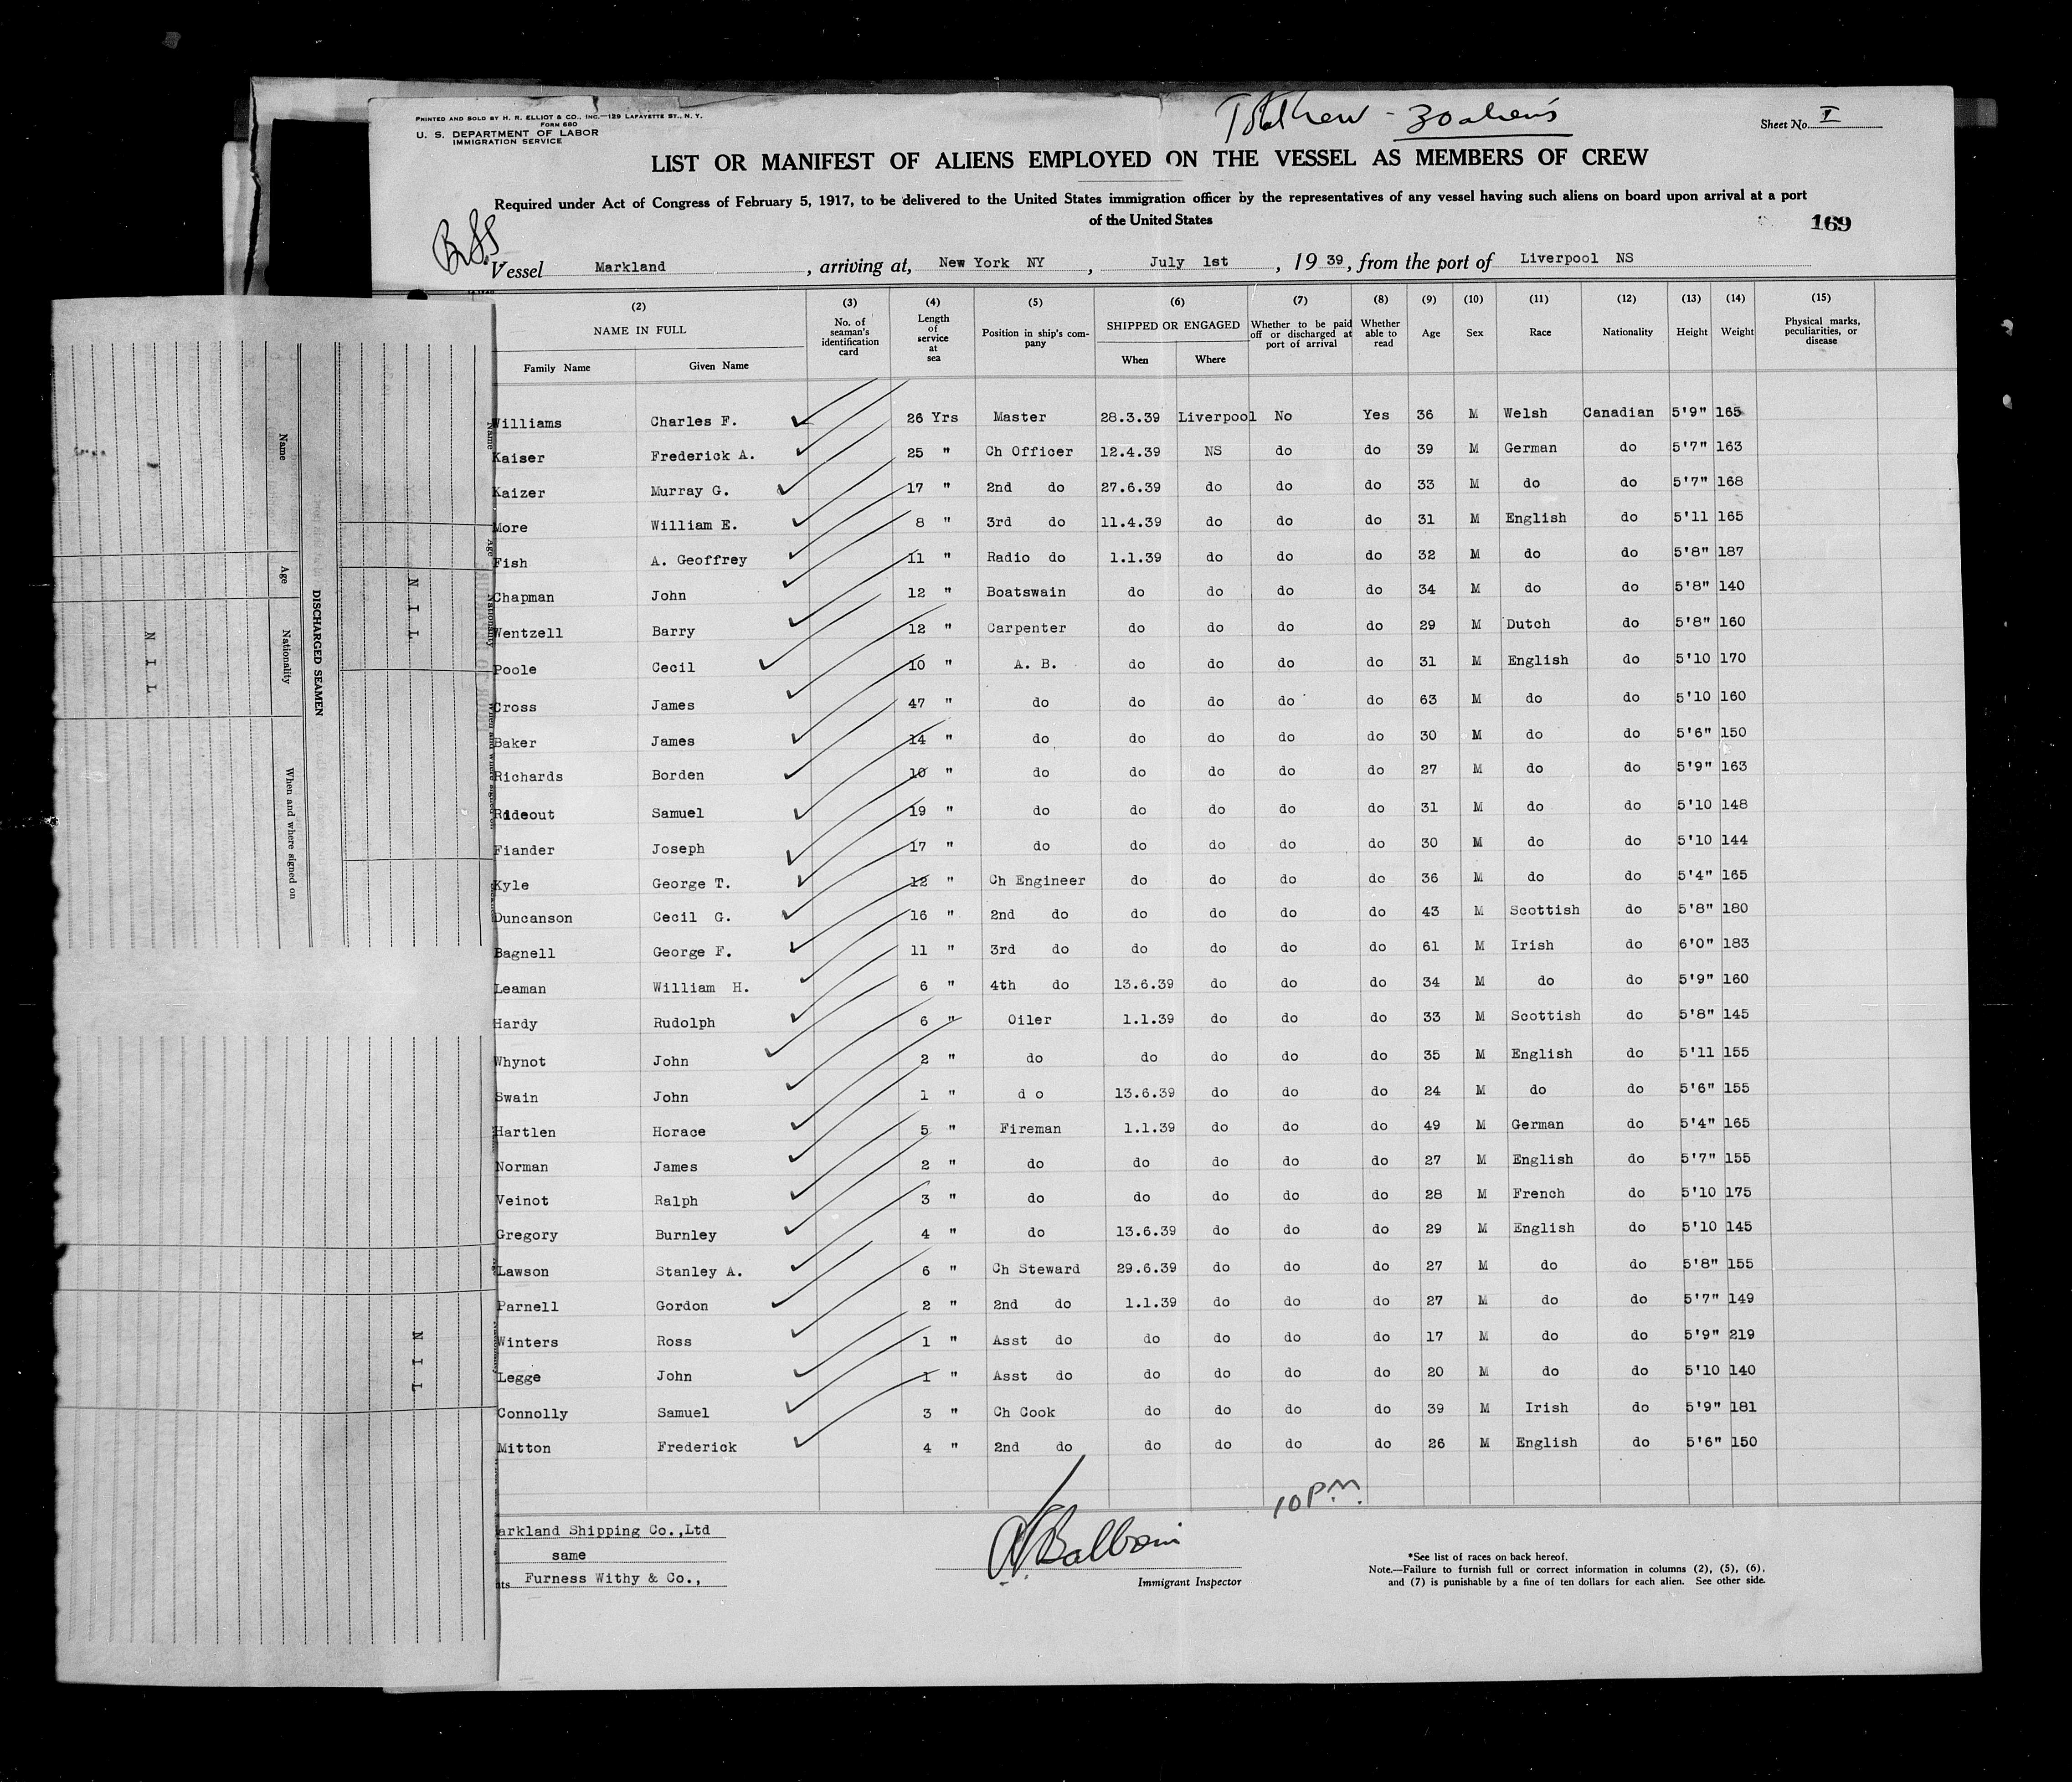 PRINTED AND SOLD BY H. R. ELLIOT & CO., INC.—129 LAFAYETTE ST., N. Y.
FORM 680
U. S. DEPARTMENT OF LABOR
IMMIGRATION SERVICE
Total Crew - 30 aliens
Sheet No. I
LIST OR MANIFEST OF ALIENS EMPLOYED ON THE VESSEL AS MEMBERS OF CREW
Required under Act of Congress of February 5, 1917, to be delivered to the United States immigration officer by the representatives of any vessel having such aliens on board upon arrival at a port
of the United States
169
Vessel Markland, arriving at, New York NY, July 1st, 19 39, from the port of Liverpool NS
(2) (3) (4) (5) (6) (7) (8) (9) (10) (11) (12) (13) (14) (15)
NAME IN FULL No. of seaman's identification card Length of service at sea Position in ship's company SHIPPED OR ENGAGED Whether to be paid off or discharged at port of arrival Whether able to read Age Sex Race Nationality Height Weight Physical marks, peculiarities, or disease
Family Name Given Name When Where
Williams Charles F. 26 Yrs Master 28.3.39 Liverpool No Yes 36 M Welsh Canadian 5'9" 165
Kaiser Frederick A. 25 " Ch Officer 12.4.39 NS do do 39 M German do 5'7" 163
Kaizer Murray G. 17 " 2nd do 27.6.39 do do do 33 M do do 5'7" 168
More William E. 8 " 3rd do 11.4.39 do do do 31 M English do 5'11 165
Fish A. Geoffrey 11 " Radio do 1.1.39 do do do 32 M do do 5'8" 187
Chapman John 12 " Boatswain do do do do 34 M do do 5'8" 140
Wentzell Barry 12 " Carpenter do do do do 29 M Dutch do 5'8" 160
Poole Cecil 10 " A. B. do do do do 31 M English do 5'10 170
Cross James 47 " do do do do do 63 M do do 5'10 160
Baker James 14 " do do do do do 30 M do do 5'6" 150
Richards Borden 10 " do do do do do 27 M do do 5'9" 163
Rideout Samuel 19 " do do do do do 31 M do do 5'10 148
Fiander Joseph 17 " do do do do do 30 M do do 5'10 144
Kyle George T. 12 " Ch Engineer do do do do 36 M do do 5'4" 165
Duncanson Cecil G. 16 " 2nd do do do do do 43 M Scottish do 5'8" 180
Bagnell George F. 11 " 3rd do do do do do 61 M Irish do 6'0" 183
Leaman William H. 6 " 4th do 13.6.39 do do do 34 M do do 5'9" 160
Hardy Rudolph 6 " Oiler 1.1.39 do do do 33 M Scottish do 5'8" 145
Whynot John 2 " do do do do do 35 M English do 5'11 155
Swain John 1 " d o 13.6.39 do do do 24 M do do 5'6" 155
Hartlen Horace 5 " Fireman 1.1.39 do do do 49 M German do 5'4" 165
Norman James 2 " do do do do do 27 M English do 5'7" 155
Veinot Ralph 3 " do do do do do 28 M French do 5'10 175
Gregory Burnley 4 " do 13.6.39 do do do 29 M English do 5'10 145
Lawson Stanley A. 6 " Ch Steward 29.6.39 do do do 27 M do do 5'8" 155
Parnell Gordon 2 " 2nd do 1.1.39 do do do 27 M do do 5'7" 149
Winters Ross 1 " Asst do do do do do 17 M do do 5'9" 219
Legge John 1 " Asst do do do do do 20 M do do 5'10 140
Connolly Samuel 3 " Ch Cook do do do do 39 M Irish do 5'9" 181
Mitton Frederick 4 " 2nd do do do do do 26 M English do 5'6" 150
10 P.M.
arkland Shipping Co.,Ltd
same
nts Furness Withy & Co.,
Immigrant Inspector
*See list of races on back hereof.
Note.—Failure to furnish full or correct information in columns (2), (5), (6), and (7) is punishable by a fine of ten dollars for each alien. See other side.
DISCHARGED SEAMEN
Name
Age
Nationality
When and where signed on
N I L
N I L
N I L